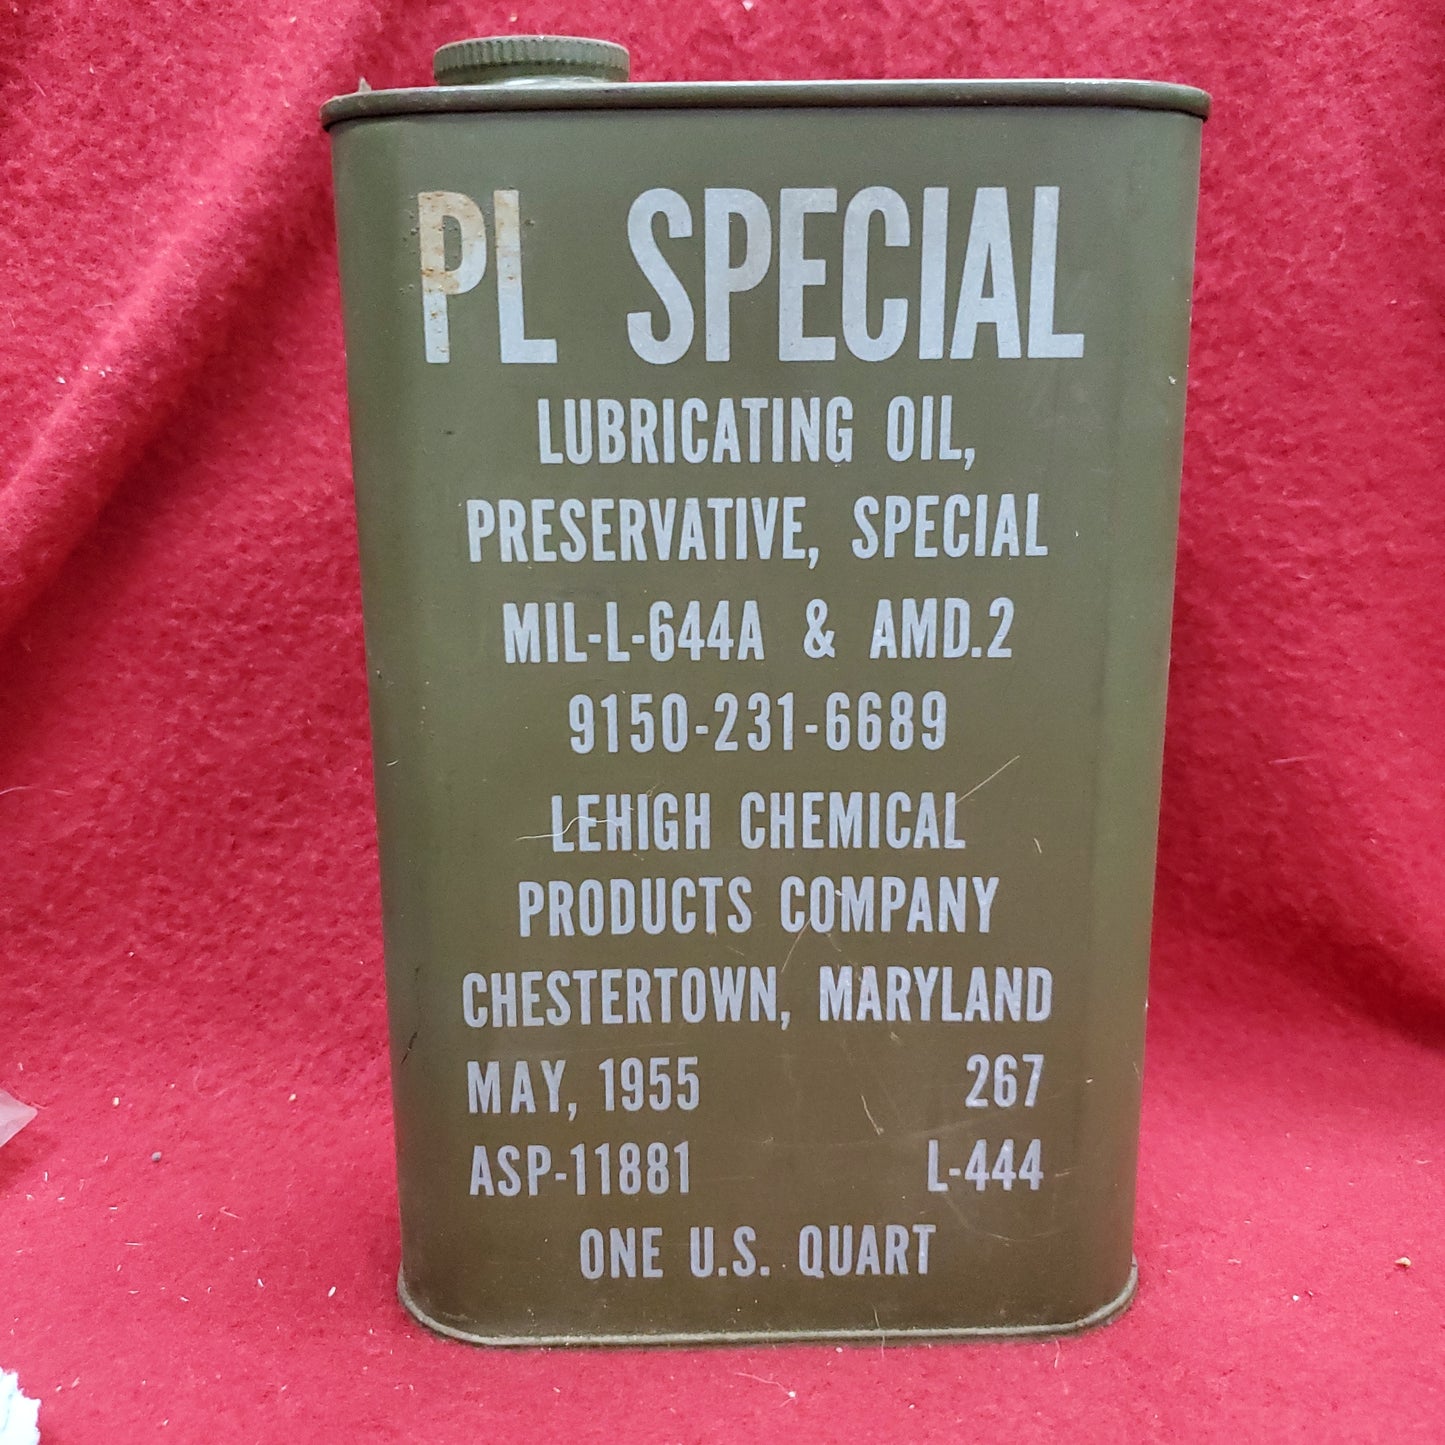 PL SPECIAL
LUBRICATING OIL,
PRESERVATIVE, SPECIAL
MIL-L-644A & AMD.2
9150-231-6689
LEHIGH CHEMICAL
PRODUCTS COMPANY
CHESTERTOWN, MARYLAND
MAY, 1955 267
ASP-11881 L-444
ONE U.S. QUART